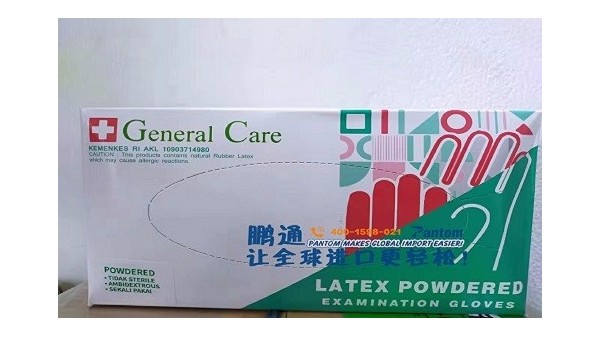 General Care
KEMENKES RI AKL 10903714980
CAUTION : This products contains natural Rubber Latex
which may cause allergic reactions.
鹏通 400-1598-021 Pantom
PANTOM MAKES GLOBAL IMPORT EASIER!
让全球进口更轻松!
POWDERED
• TIDAK STERILE
• AMBIDEXTROUS
• SEKALI PAKAI
LATEX POWDERED
EXAMINATION GLOVES